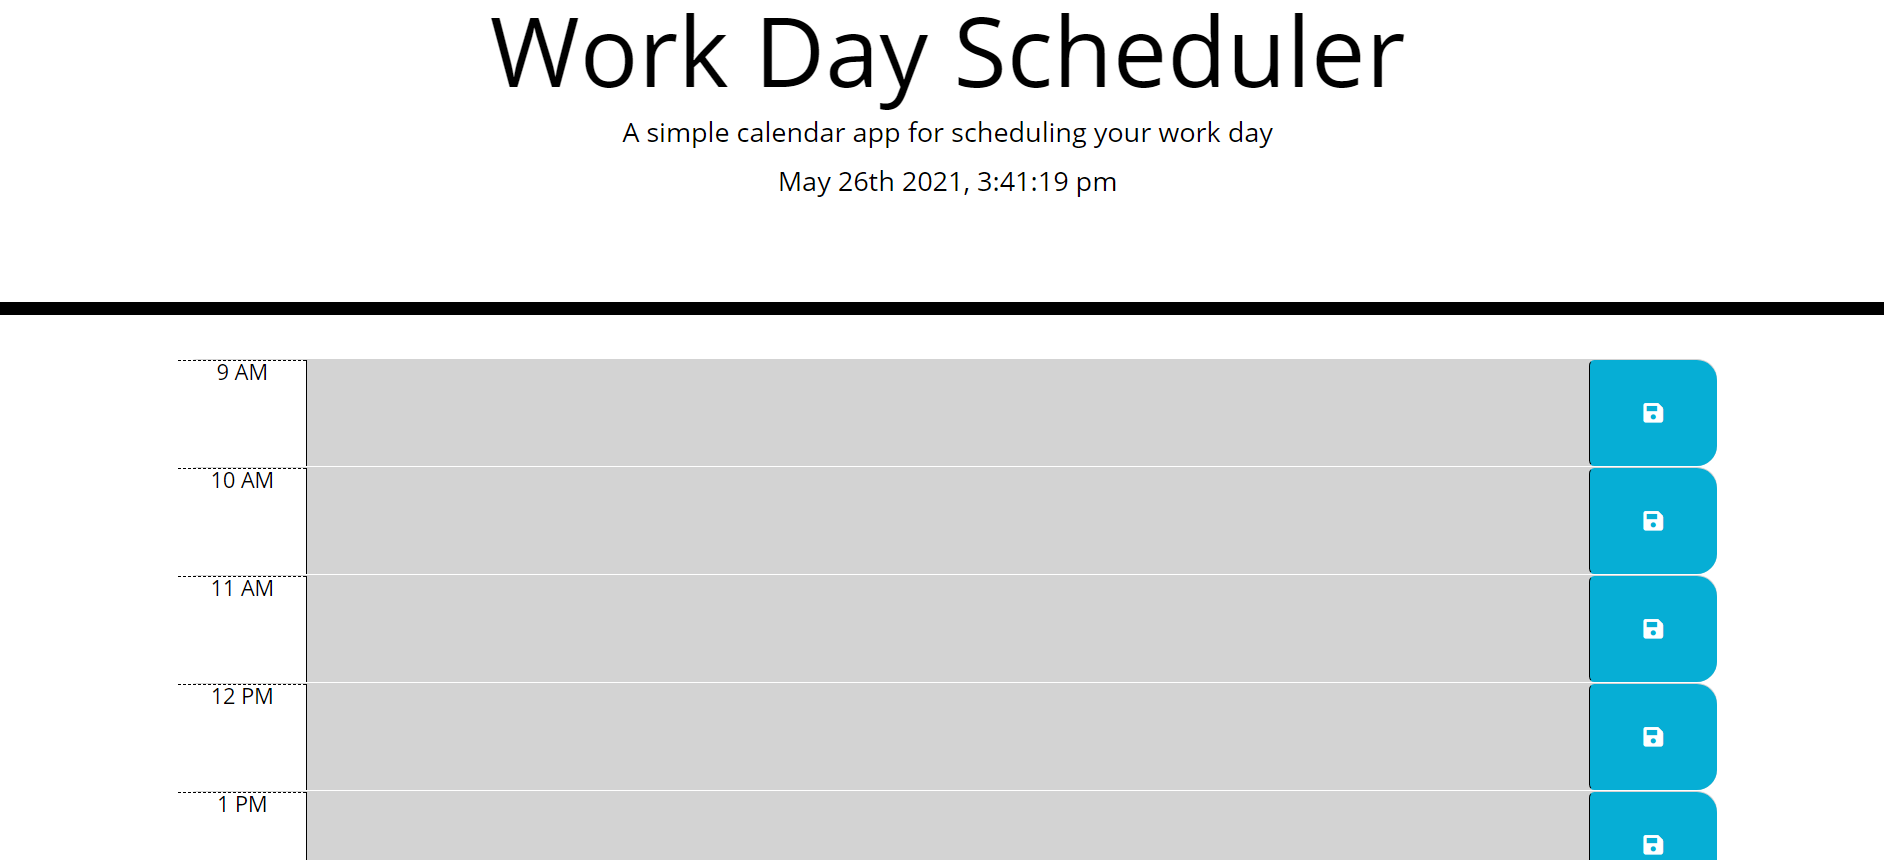 Work Day Scheduler
A simple calendar app for scheduling your work day
May 26th 2021, 3:41:19 pm
9 AM
10 AM
11 AM
12 PM
1 PM